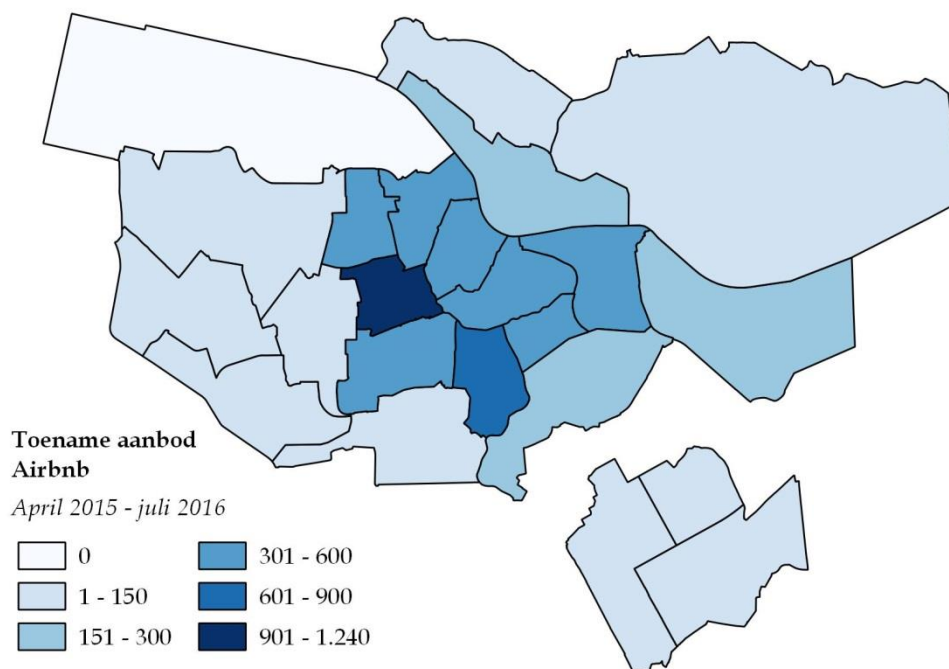 Toename aanbod
Airbnb
April 2015 - juli 2016
0
1 - 150
151 - 300
301 - 600
601 - 900
901 - 1.240